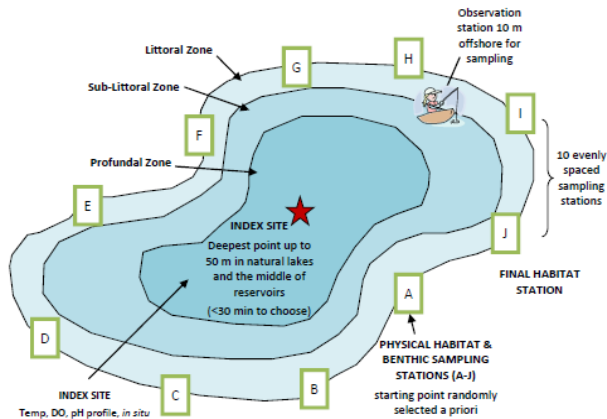 Observation
station 10 m
offshore for
sampling
Littoral Zone
H
G
Sub-Littoral Zone
I
F
Profundal Zone
10 evenly
spaced
sampling
stations
E
INDEX SITE
Deepest point up to
50 m in natural lakes
and the middle of
reservoirs
(<30 min to choose)
J
FINAL HABITAT
STATION
A
D
PHYSICAL HABITAT &
BENTHIC SAMPLING
STATIONS (A-J)
starting point randomly
selected a priori
B
C
INDEX SITE
Temp, DO, pH profile, in situ